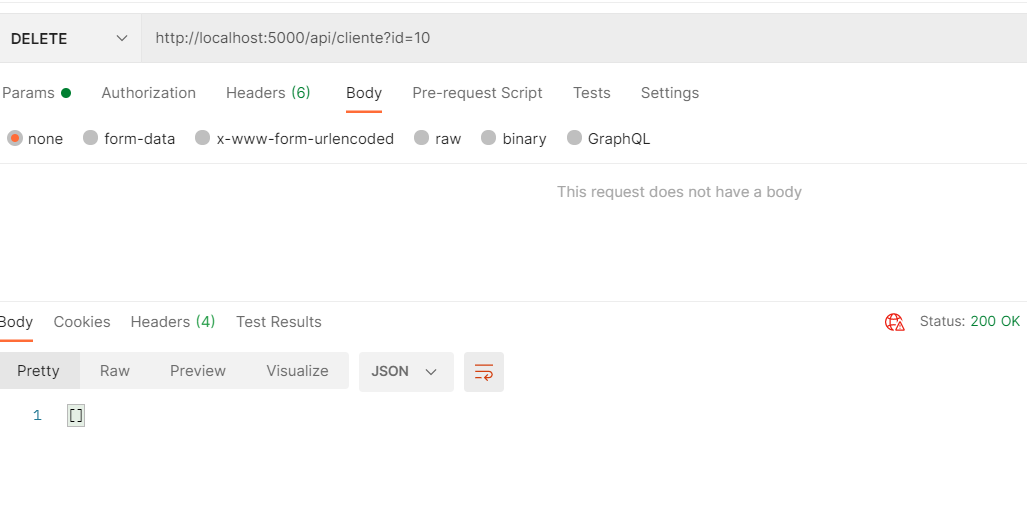 DELETE http://localhost:5000/api/cliente?id=10
Params Authorization Headers (6) Body Pre-request Script Tests Settings
none form-data x-www-form-urlencoded raw binary GraphQL
This request does not have a body
Body Cookies Headers (4) Test Results Status: 200 OK
Pretty Raw Preview Visualize JSON
1 []